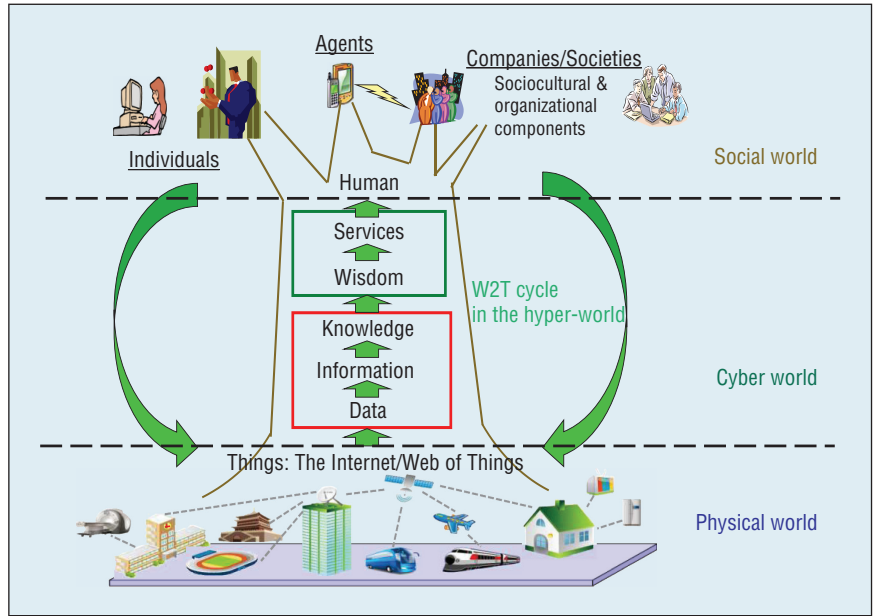 Agents
Companies/Societies
Sociocultural &
organizational
components
Individuals
Social world
Human
Services
Wisdom
W2T cycle
in the hyper-world
Knowledge
Information
Cyber world
Data
Things: The Internet/Web of Things
Physical world